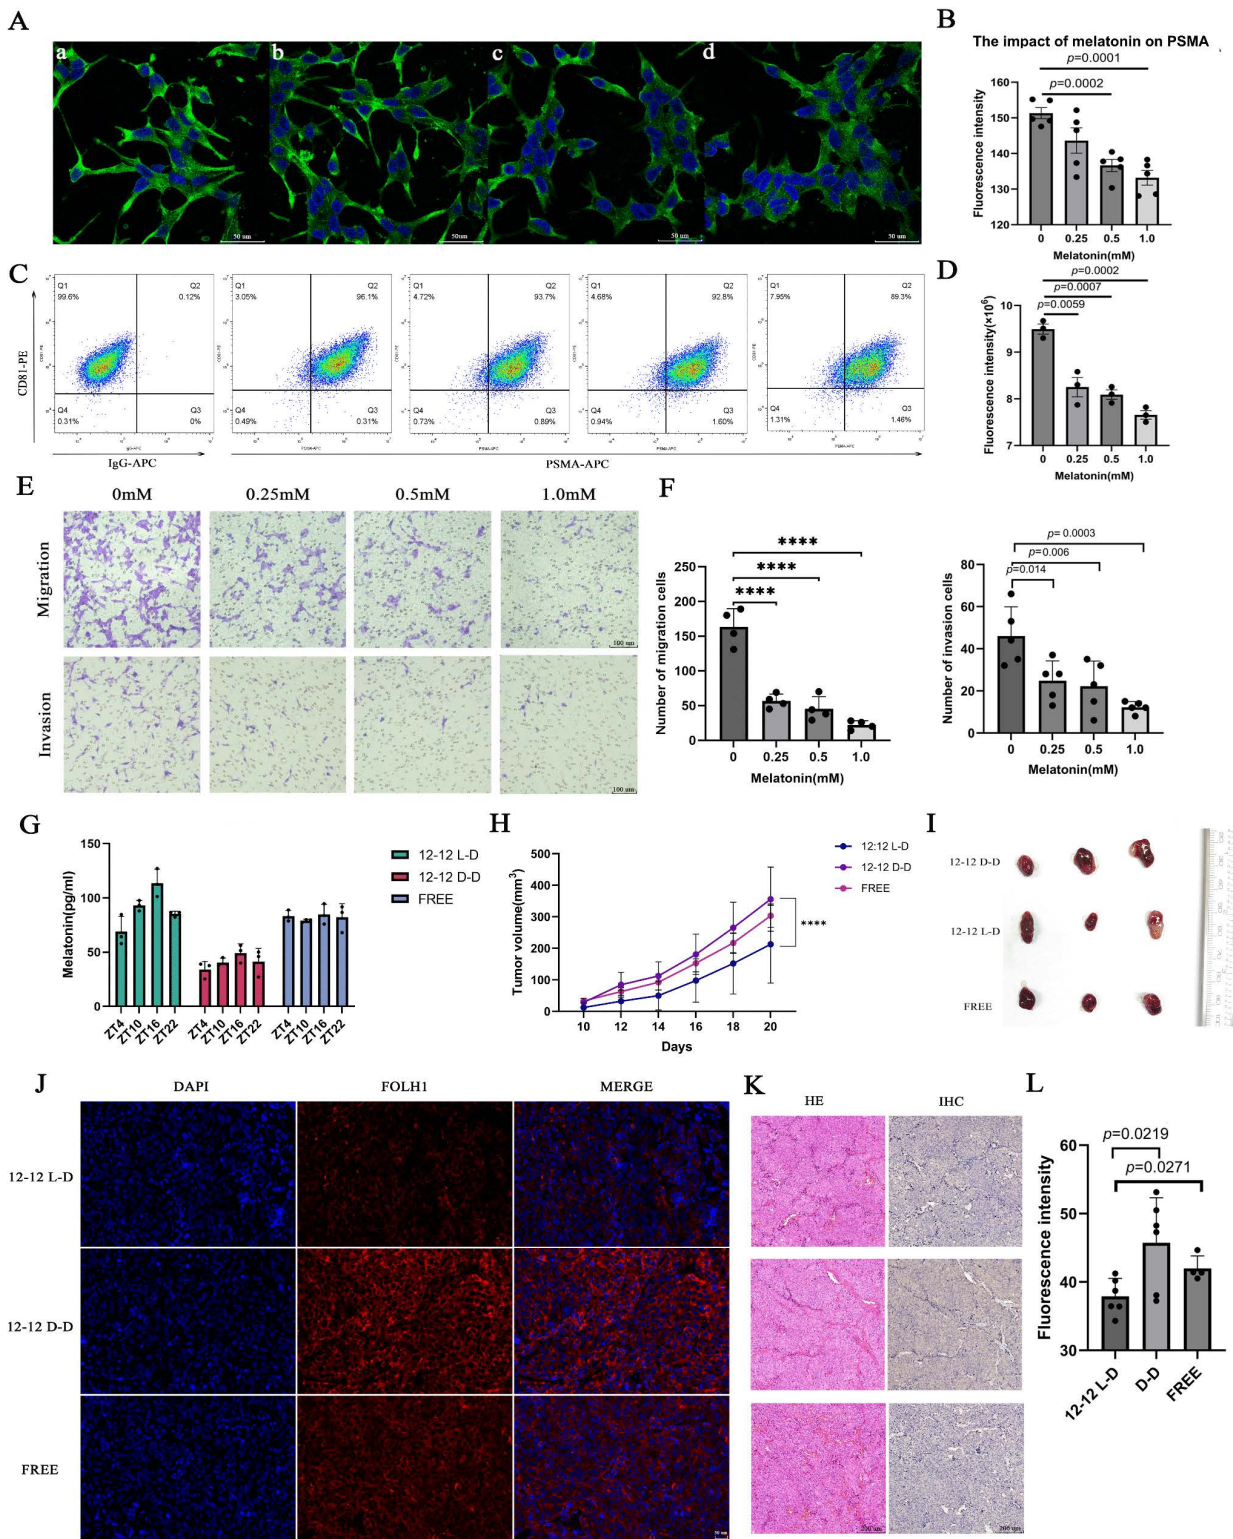 A
a
b
c
d
50 um
50um
50 um
50 um
B
The impact of melatonin on PSMA
p=0.0001
p=0.0002
Fluorescence intensity
160
150
140
130
120
0
0.25
0.5
1.0
Melatonin(mM)
C
CD81-PE
Q1
99.6%
Q2
0.12%
Q4
0.31%
Q3
0%
Q1
3.05%
Q2
96.1%
Q4
0.49%
Q3
0.31%
Q1
4.72%
Q2
93.7%
Q4
0.73%
Q3
0.89%
Q1
4.68%
Q2
92.8%
Q4
0.94%
Q3
1.60%
Q1
7.95%
Q2
89.3%
Q4
1.31%
Q3
1.46%
IgG-APC
PSMA-APC
D
p=0.0002
p=0.0007
p=0.0059
Fluorescence intensity(×10⁶)
10
9
8
7
0
0.25
0.5
1.0
Melatonin(mM)
E
0mM
0.25mM
0.5mM
1.0mM
Migration
100 um
Invasion
100 um
F
****
****
****
Number of migration cells
250
200
150
100
50
0
0
0.25
0.5
1.0
Melatonin(mM)
p= 0.0003
p= 0.006
p=0.014
Number of invasion cells
80
60
40
20
0
0
0.25
0.5
1.0
Melatonin(mM)
G
Melatonin(pg/ml)
150
100
50
0
ZT4
ZT10
ZT16
ZT22
ZT4
ZT10
ZT16
ZT22
ZT4
ZT10
ZT16
ZT22
12-12 L-D
12-12 D-D
FREE
H
Tumor volume(mm³)
500
400
300
200
100
0
10
12
14
16
18
20
Days
12:12 L-D
12-12 D-D
FREE
****
I
12-12 D-D
12-12 L-D
FREE
J
DAPI
FOLH1
MERGE
12-12 L-D
12-12 D-D
FREE
50 um
K
HE
IHC
200 um
200 um
L
p=0.0219
p=0.0271
Fluorescence intensity
60
50
40
30
12-12 L-D
D-D
FREE